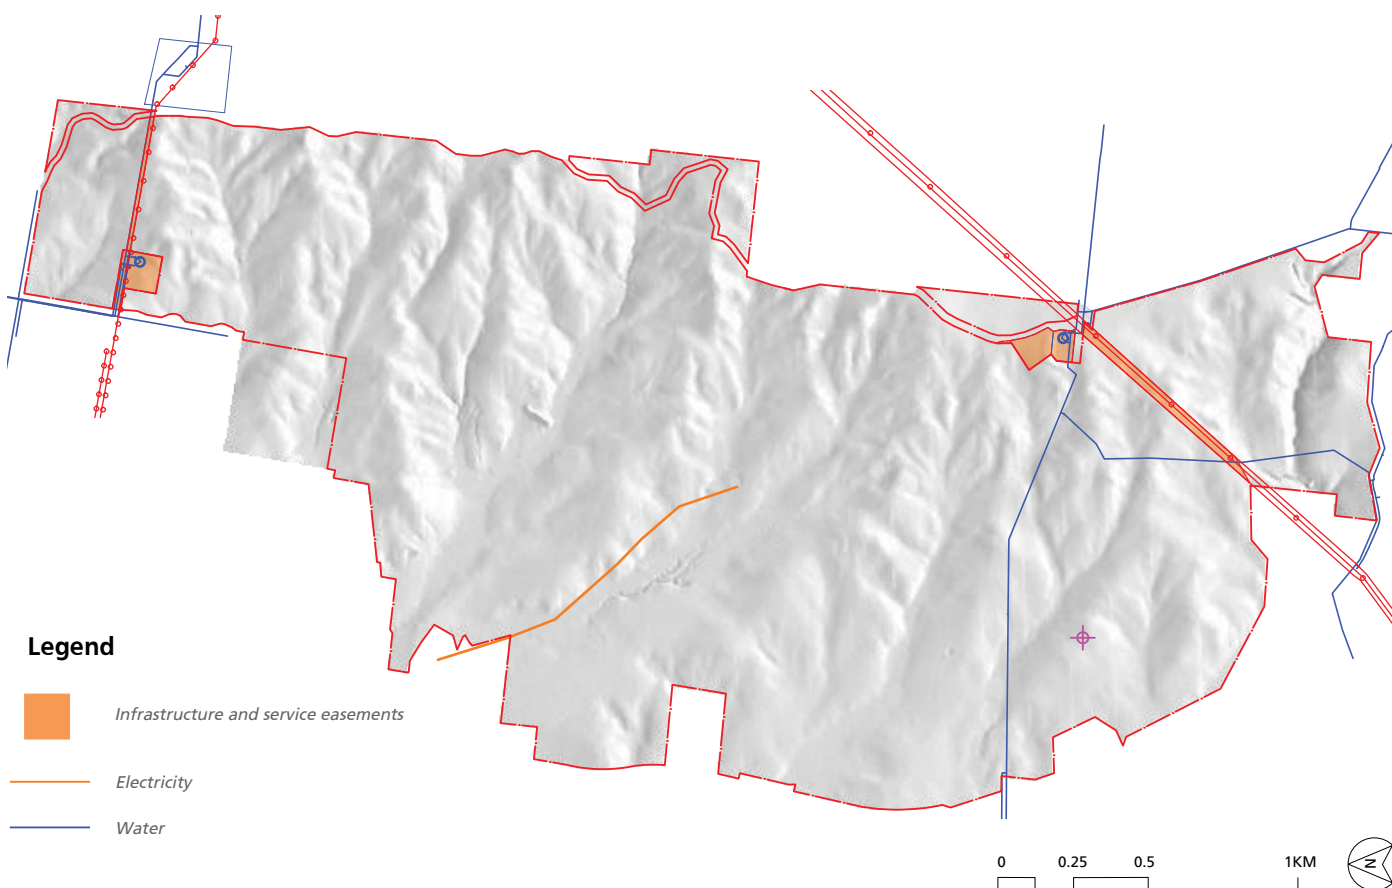 Legend
Infrastructure and service easements
Electricity
Water
0 0.25 0.5 1KM
N